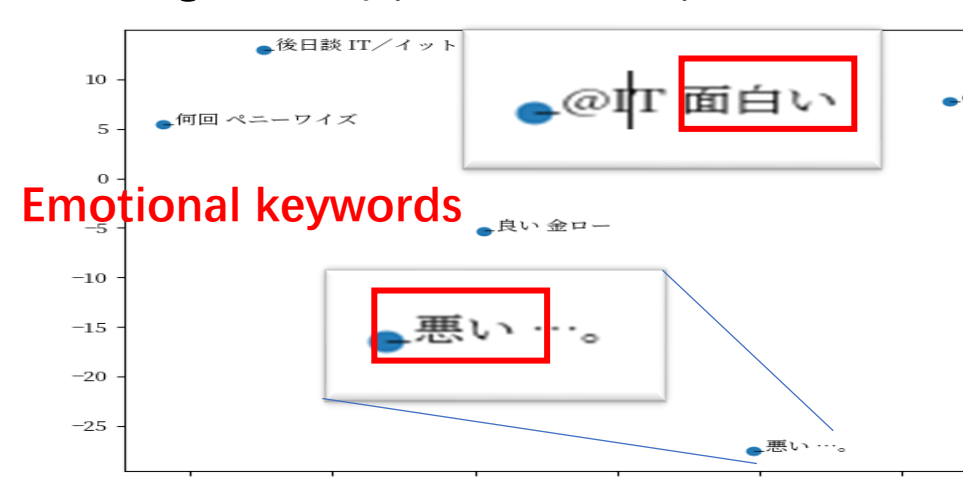 後日談 IT/イット
10
@IT 面白い
何回 ペニーワイズ
5
0
Emotional keywords
良い 金ロー
−5
−10
悪い …。
−15
−20
−25
悪い …。